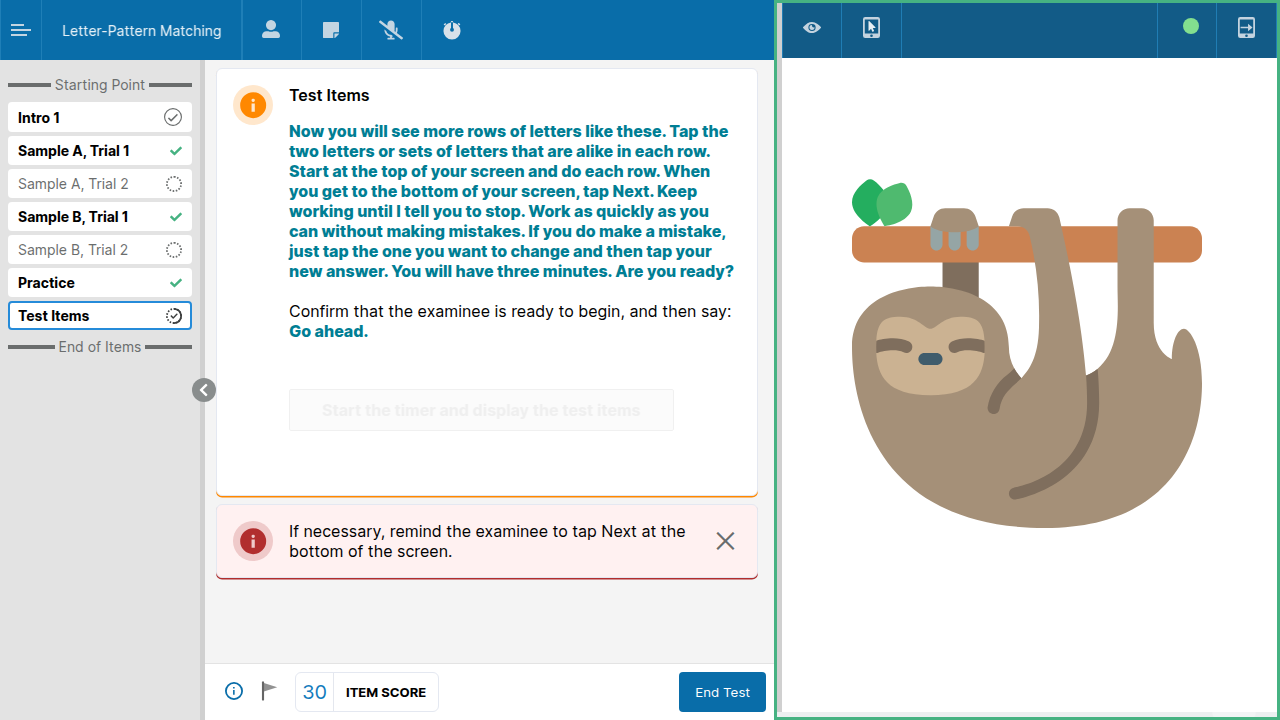 Letter-Pattern Matching
Starting Point
Intro 1
Sample A, Trial 1
Sample A, Trial 2
Sample B, Trial 1
Sample B, Trial 2
Practice
Test Items
End of Items
Test Items
Now you will see more rows of letters like these. Tap the
two letters or sets of letters that are alike in each row.
Start at the top of your screen and do each row. When
you get to the bottom of your screen, tap Next. Keep
working until I tell you to stop. Work as quickly as you
can without making mistakes. If you do make a mistake,
just tap the one you want to change and then tap your
new answer. You will have three minutes. Are you ready?
Confirm that the examinee is ready to begin, and then say:
Go ahead.
Start the timer and display the test items
If necessary, remind the examinee to tap Next at the
bottom of the screen.
30 ITEM SCORE
End Test